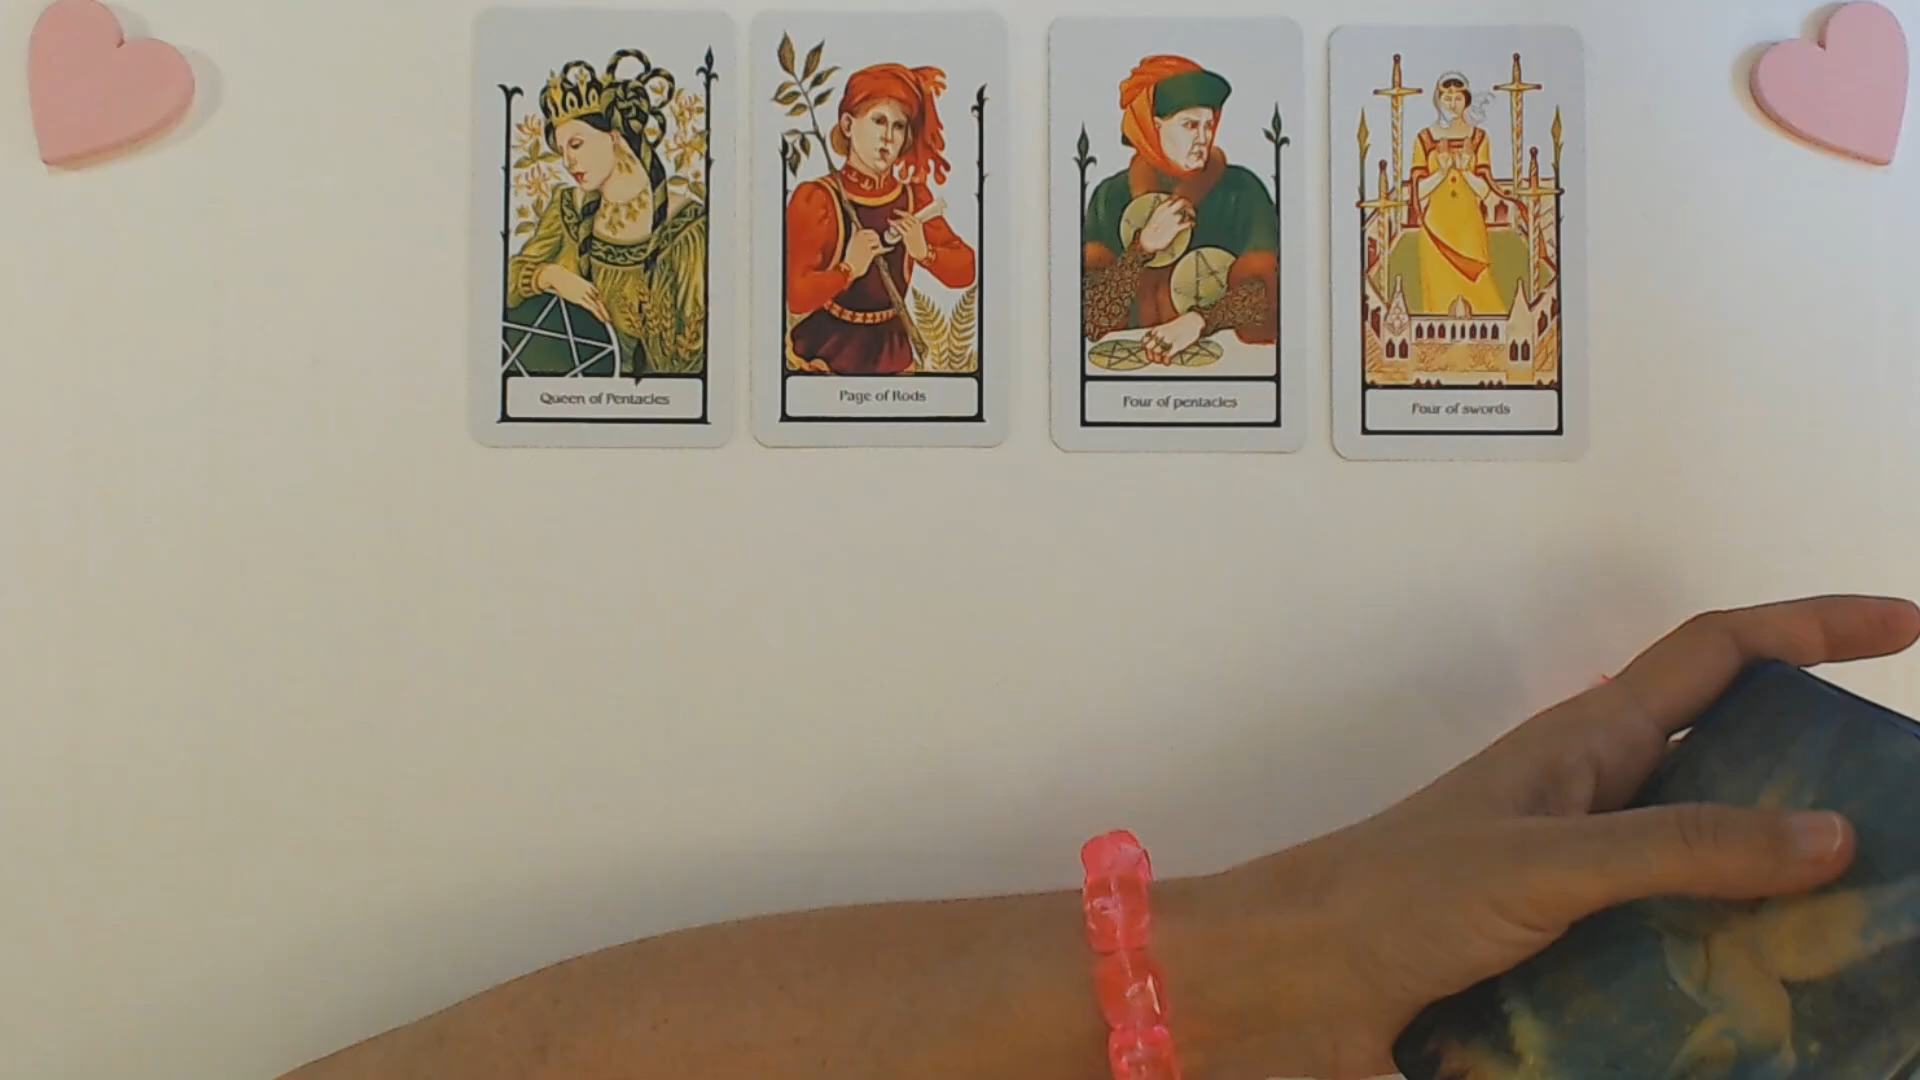 Queen of Pentacles
Page of Rods
Four of pentacles
Four of swords